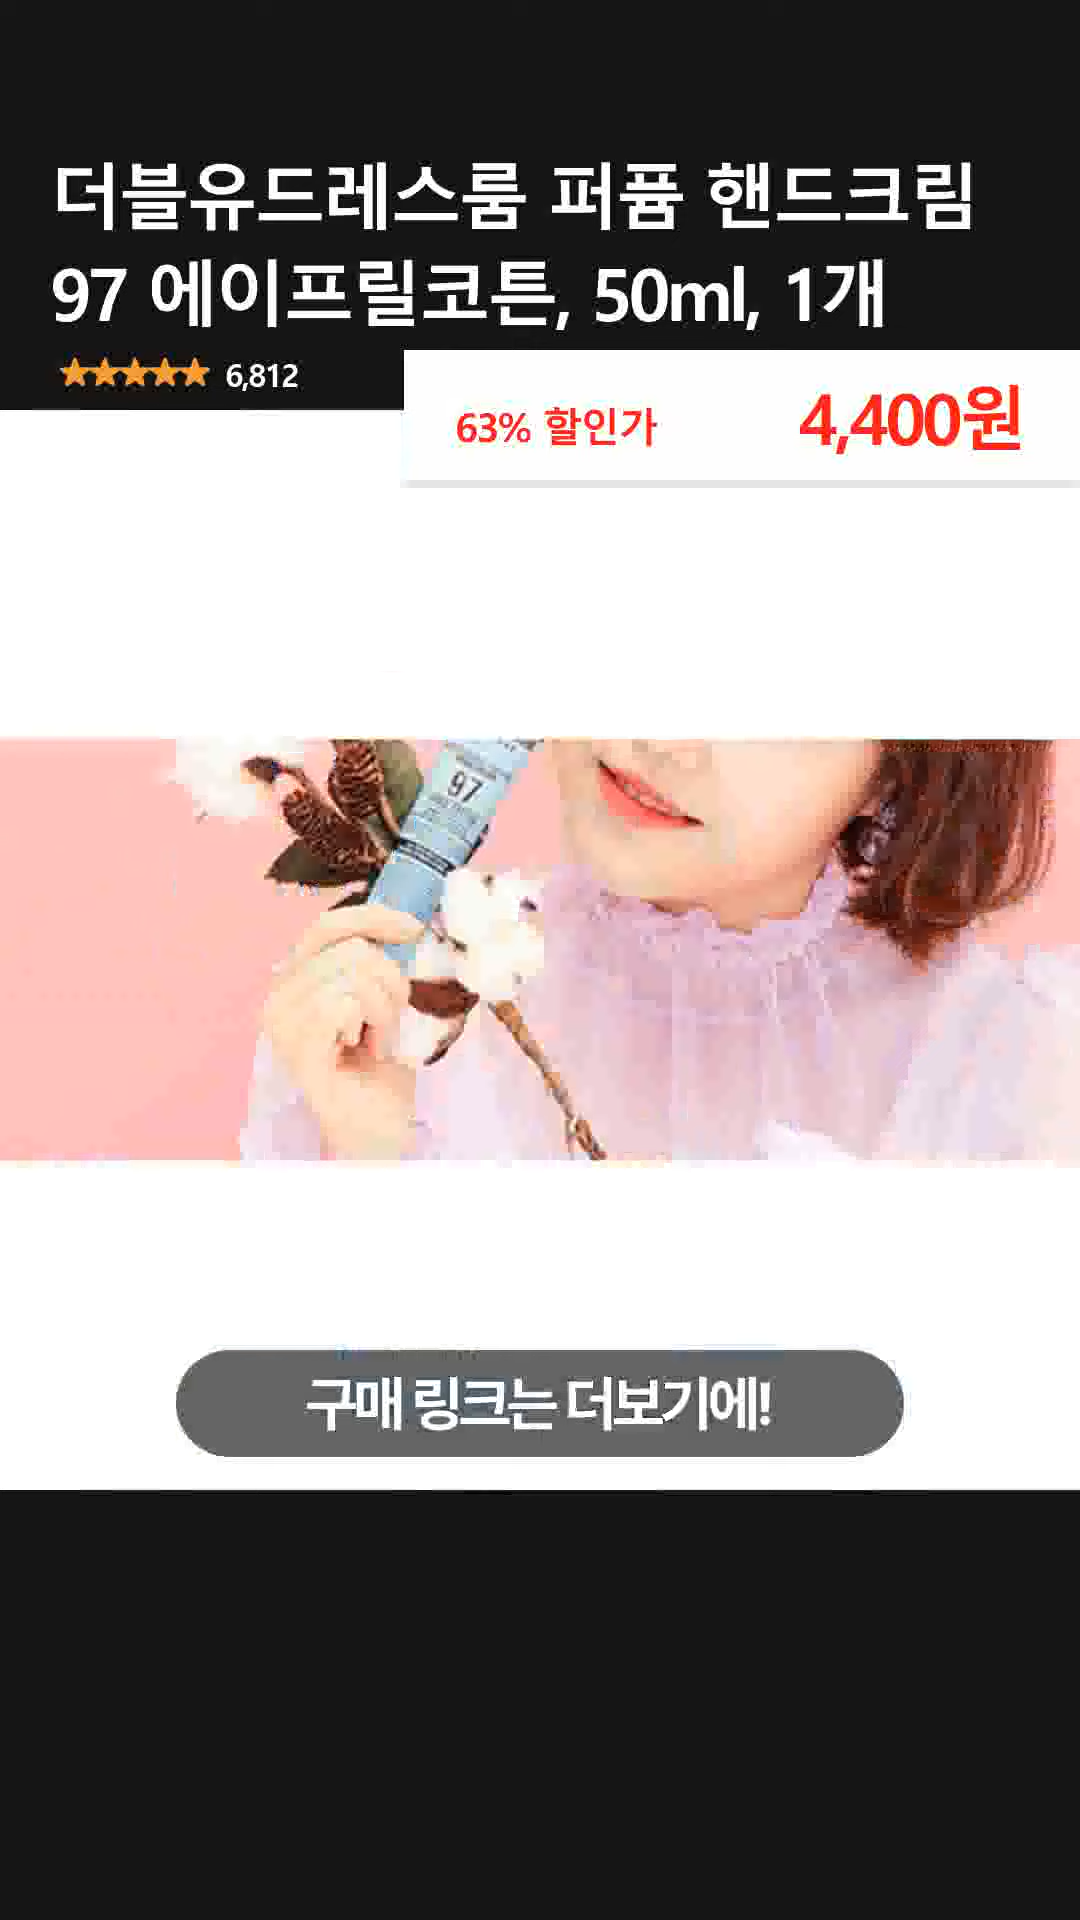 더블유드레스룸 퍼퓸 핸드크림
97 에이프릴코튼, 50ml, 1개
6,812
63% 할인가 4,400원
97
구매 링크는 더보기에!